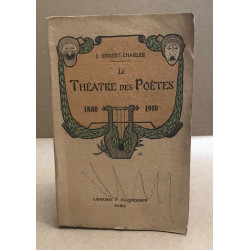 J. ERNEST-CHARLES
LE
THÉATRE DES POÈTES
1850 1910
LIBRAIRIE P. OLLENDORFF
PARIS